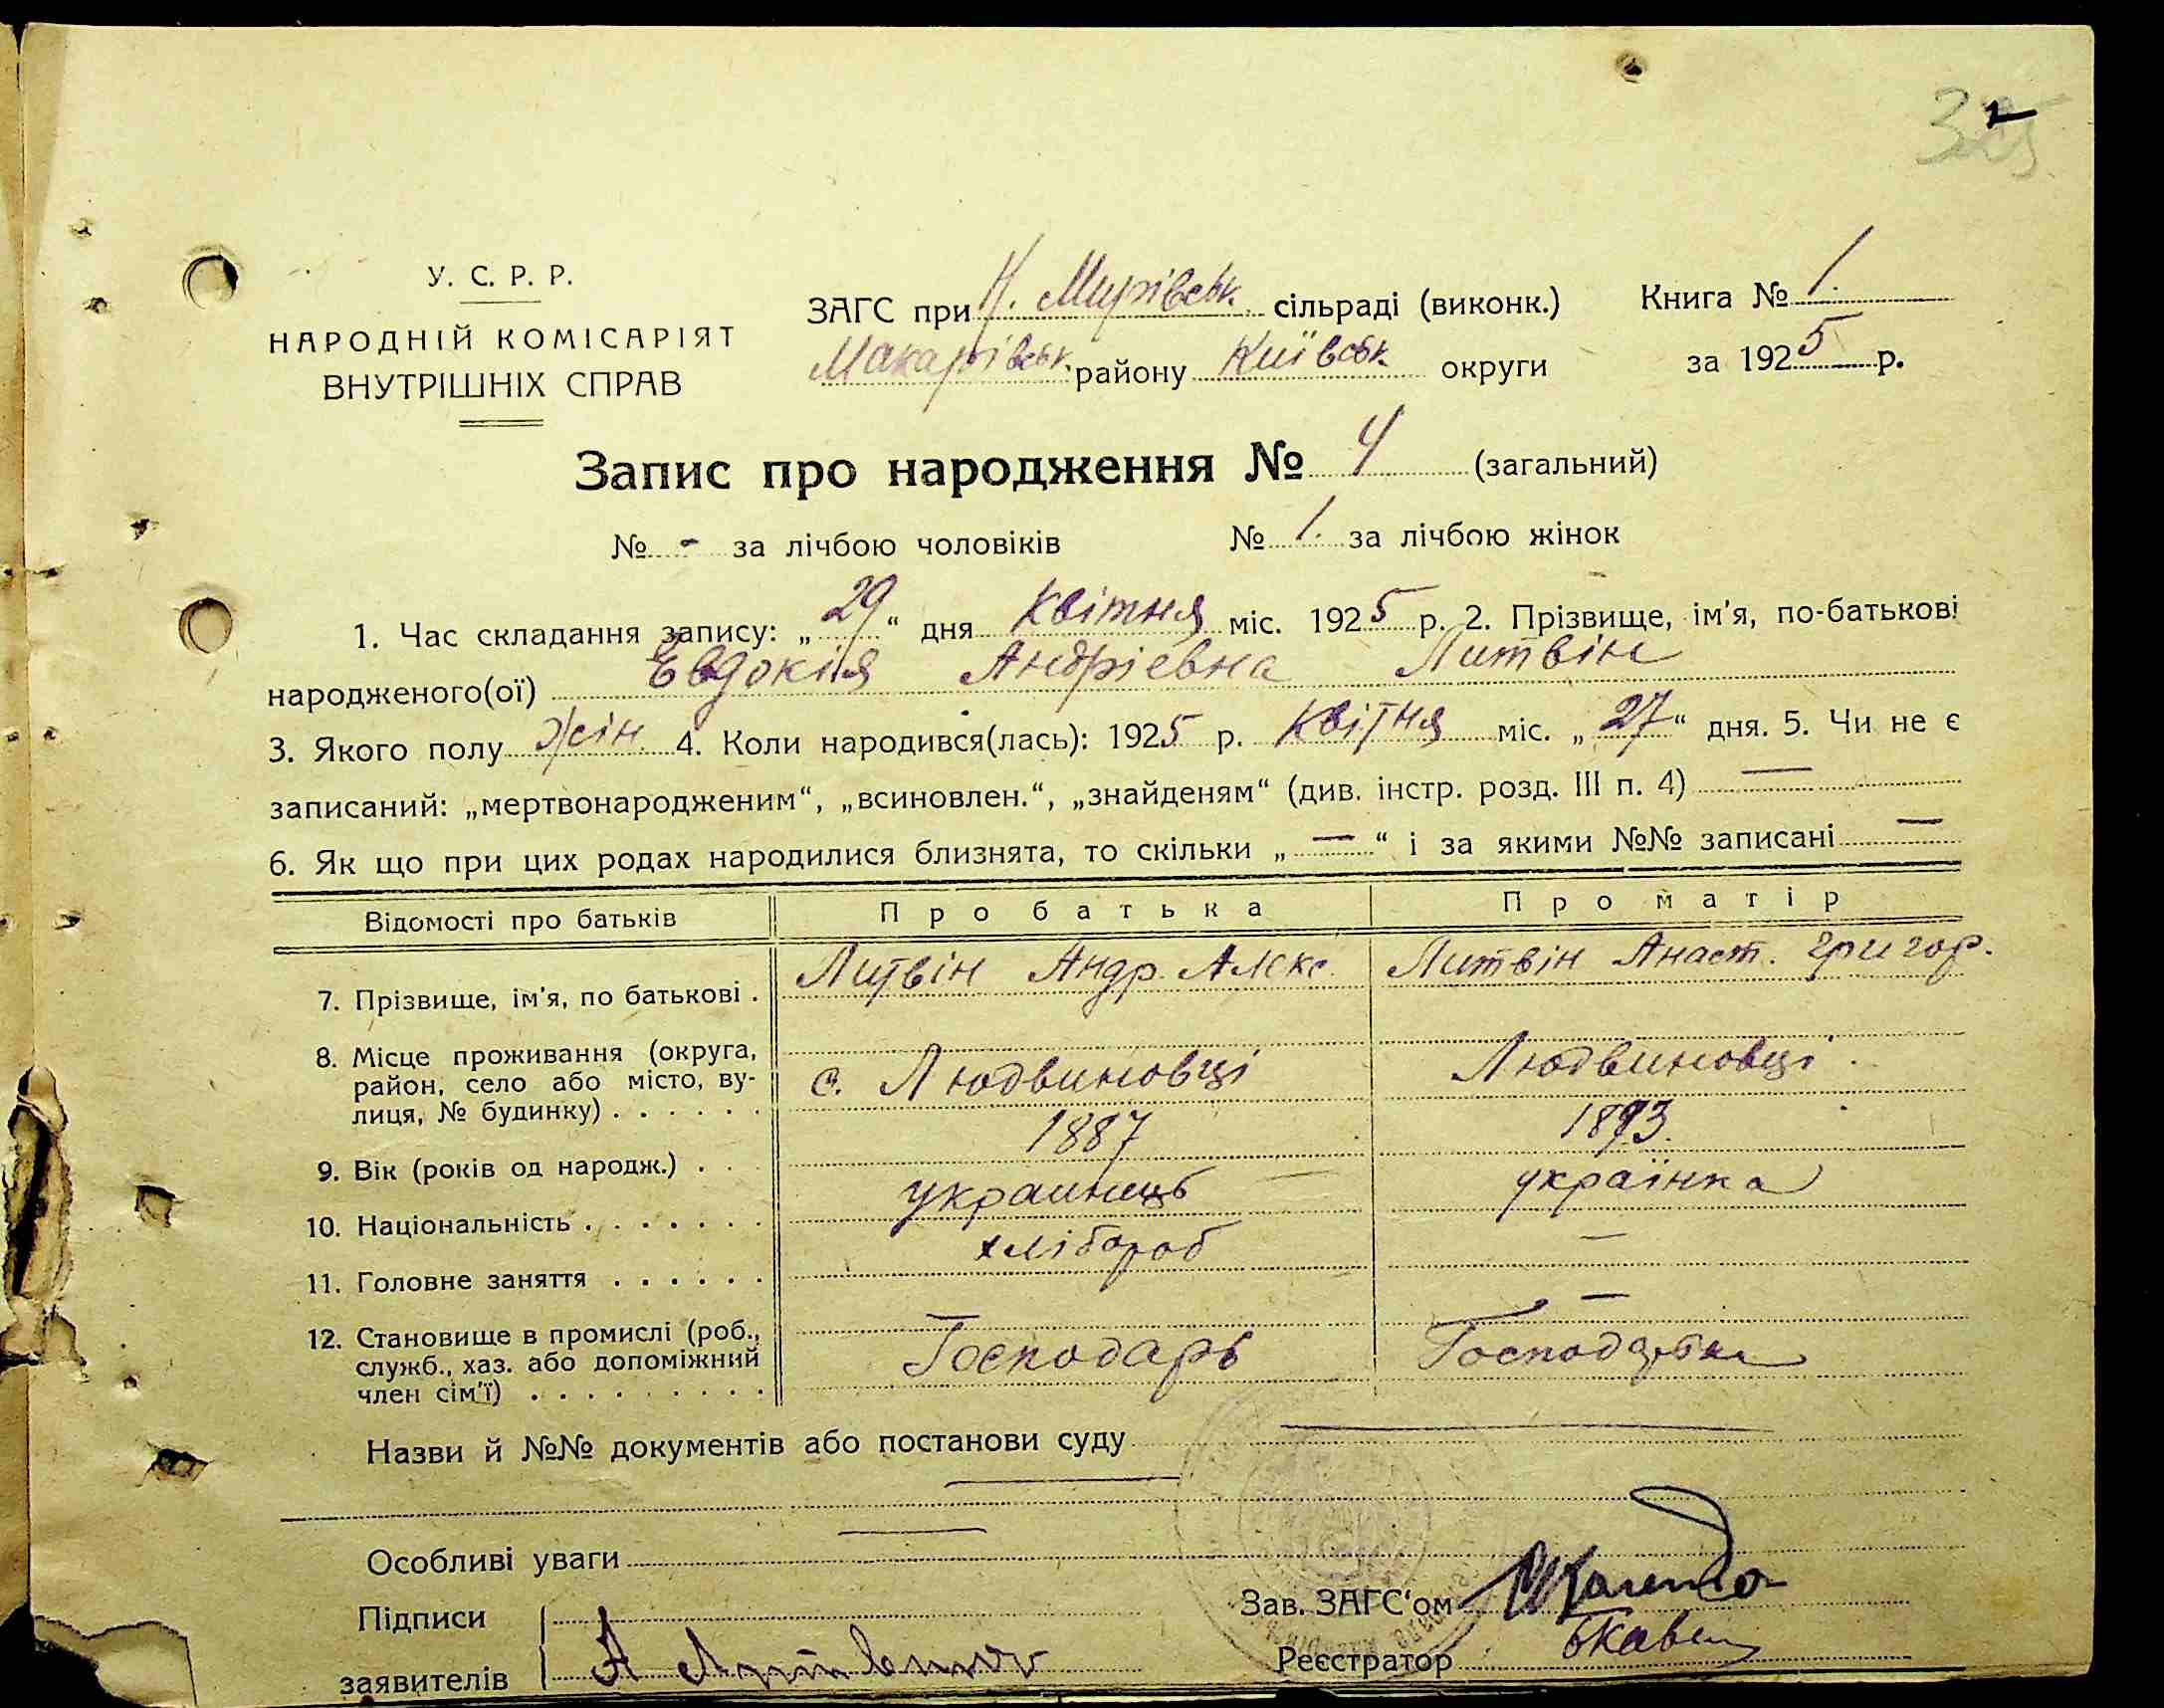 У. С. Р. Р.
НАРОДНІЙ КОМІСАРІЯТ
ВНУТРІШНІХ СПРАВ
ЗАГС при Н. Мирівськ. сільраді (виконк.) Книга № 1.
Макарівськ. району Київськ округи за 1925 р.
Запис про народження № 4 (загальний)
№ - за лічбою чоловіків № 1. за лічбою жінок
1. Час складання запису: „29“ дня Квітня міс. 1925 р. 2. Прізвище, ім'я, по-батькові
народженого(ої) Евдокія Андріевна Литвін
3. Якого полу жін. 4. Коли народився(лась): 1925 р. Квітня міс. „27“ дня. 5. Чи не є
записаний: „мертвонародженим“, „всиновлен.“, „знайденям“ (див. інстр. розд. III п. 4) —
6. Як що при цих родах народилися близнята, то скільки „—“ і за якими №№ записані —
Відомості про батьків Про батька Про матір
7. Прізвище, ім'я, по батькові . Литвін Андр. Алекс. Литвін Анаст. Григор.
8. Місце проживання (округа, район, село або місто, вулиця, № будинку) . . . . . . с. Людвиновці Людвиновці
9. Вік (років од народж.) . . . 1887 1893
10. Національність . . . . . . . украинець українка
11. Головне заняття . . . . . . хлібороб —
12. Становище в промислі (роб., служб., хаз. або допоміжний член сім'ї) . . . . . . . . . Господарь —
Господарка
Назви й №№ документів або постанови суду
Особливі уваги
Підписи
заявителів А Литвинов
Зав. ЗАГС'ом
Реєстратор